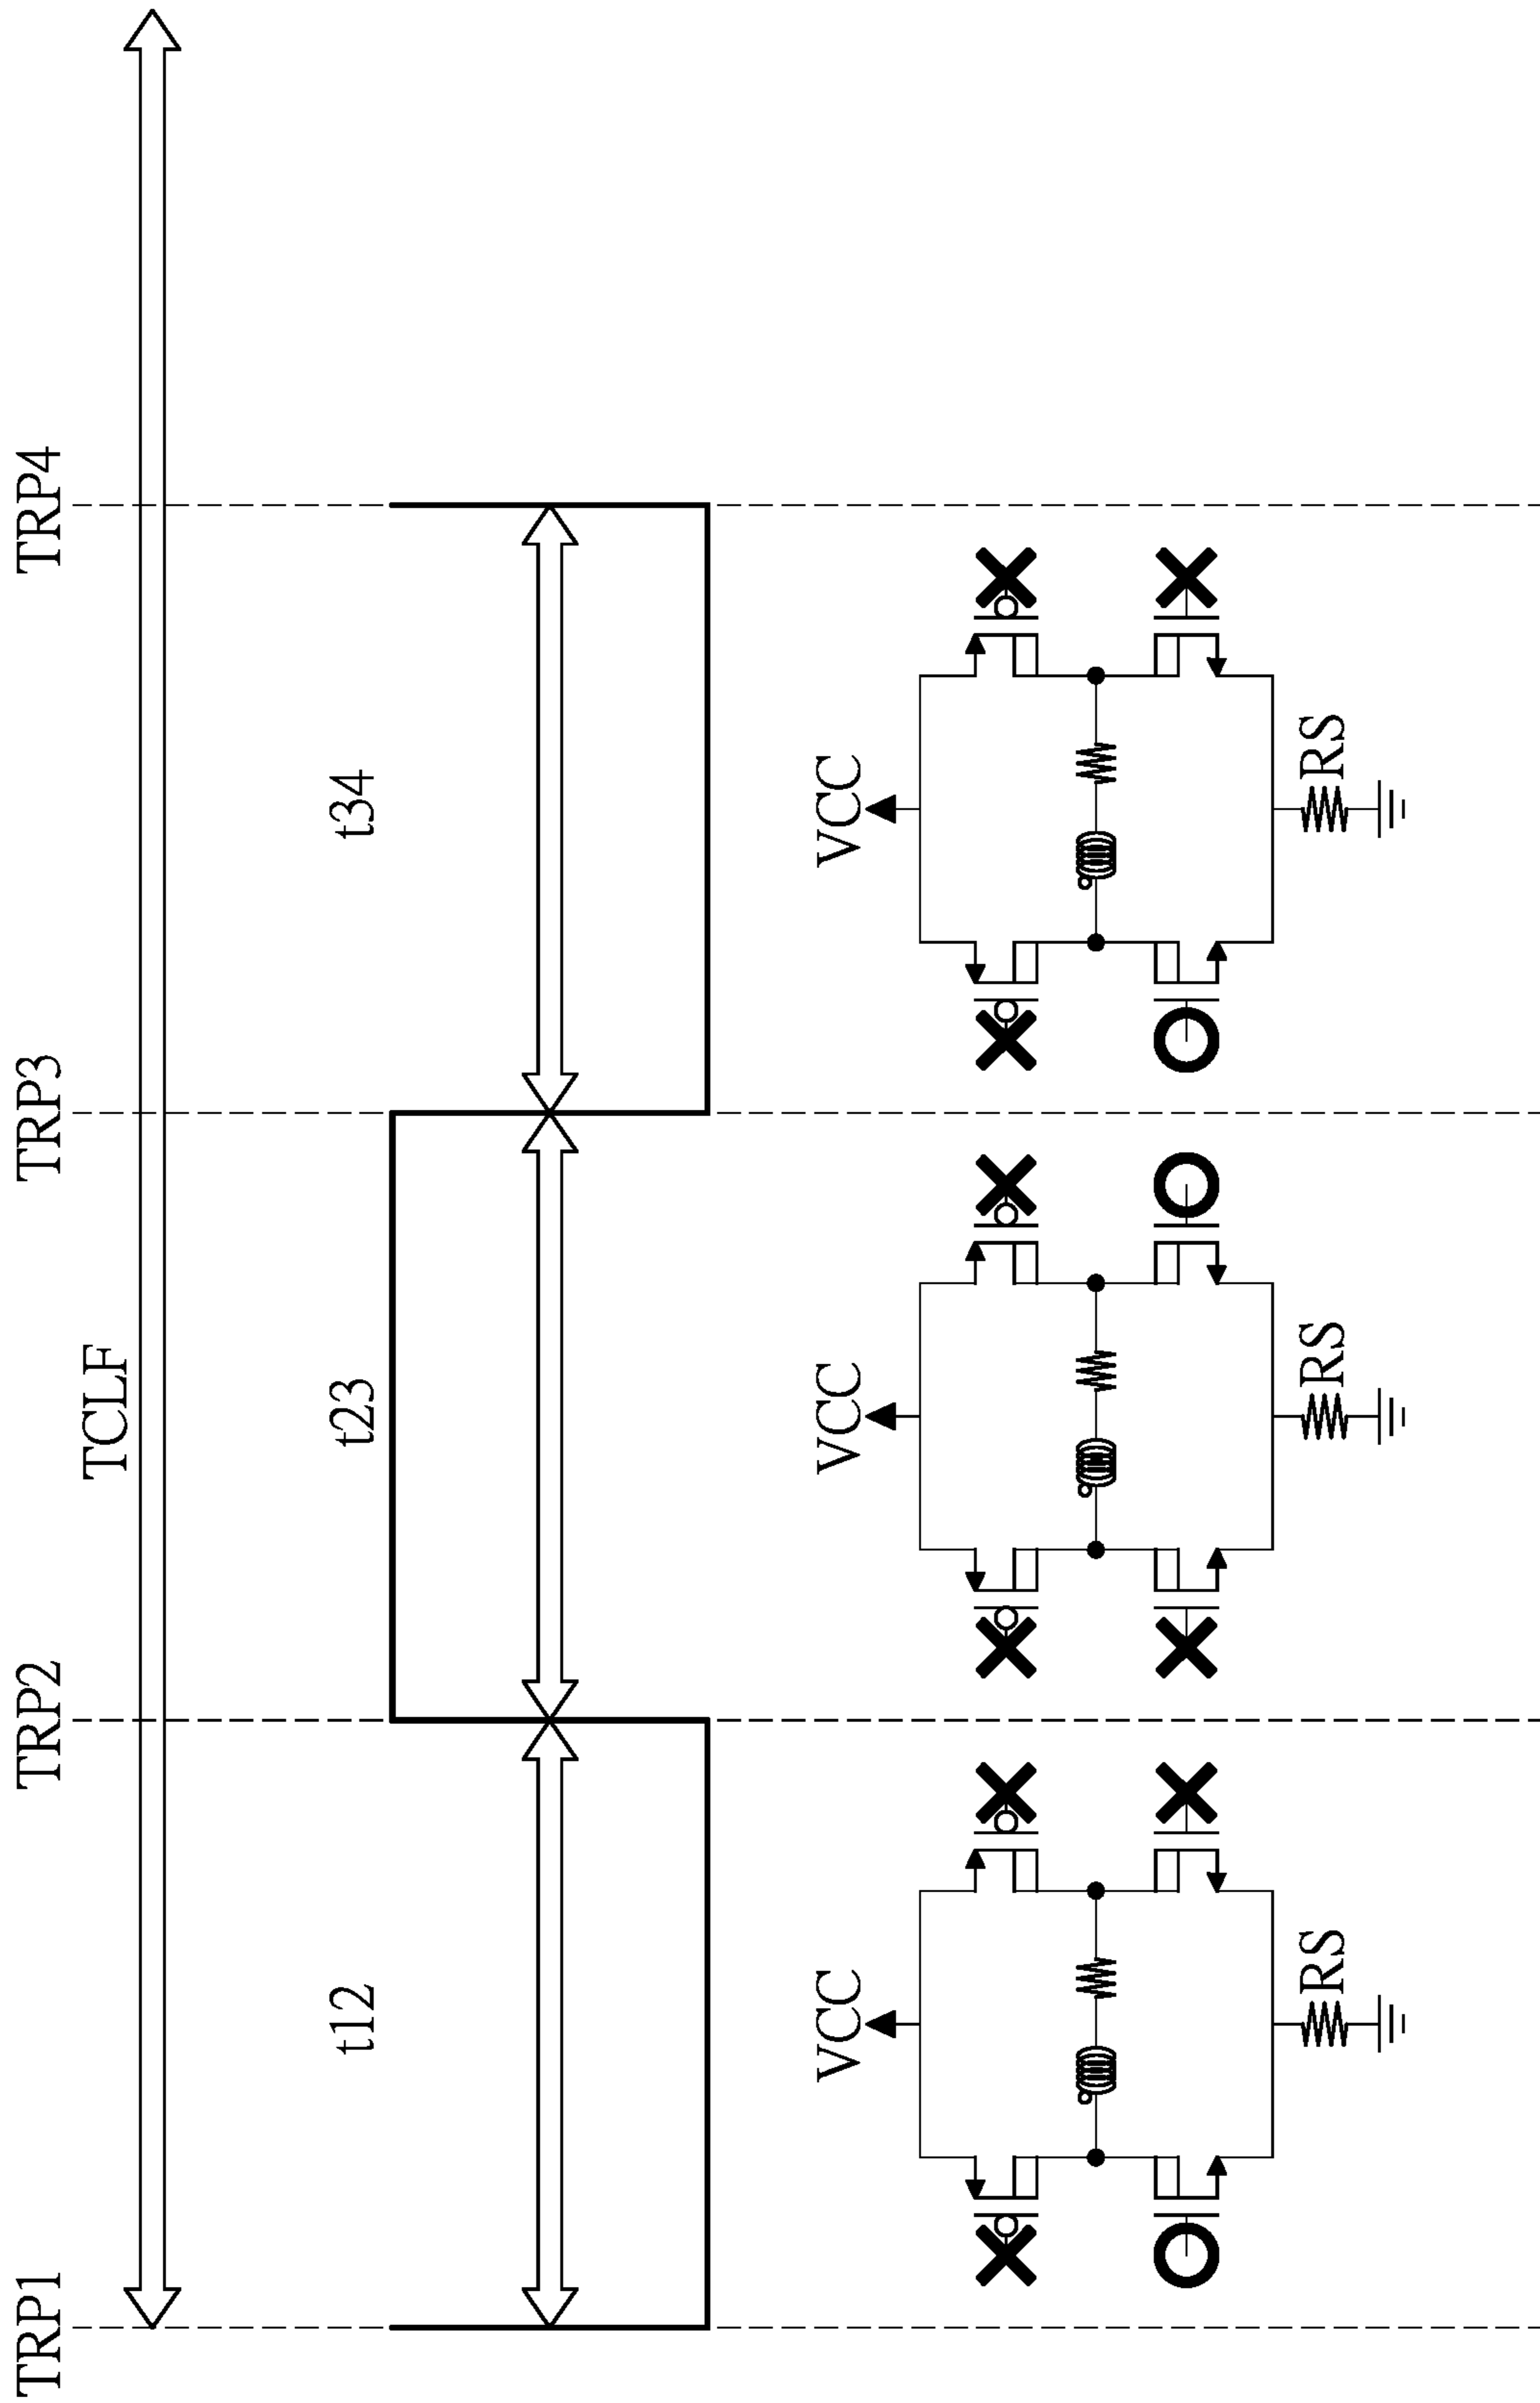 TRP1 TRP2 TRP3 TRP4
TCLF
t12 t23 t34
VCC VCC VCC
RS RS RS